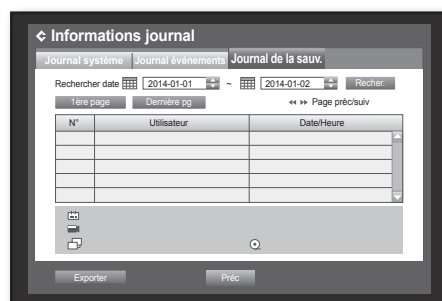 Informations journal
Journal système Journal événements Journal de la sauv.
Rechercher date 2014-01-01 ~ 2014-01-02 Recher.
1ère page Dernière pg Page prèc/suiv
N° Utilisateur Date/Heure
Exporter Préc